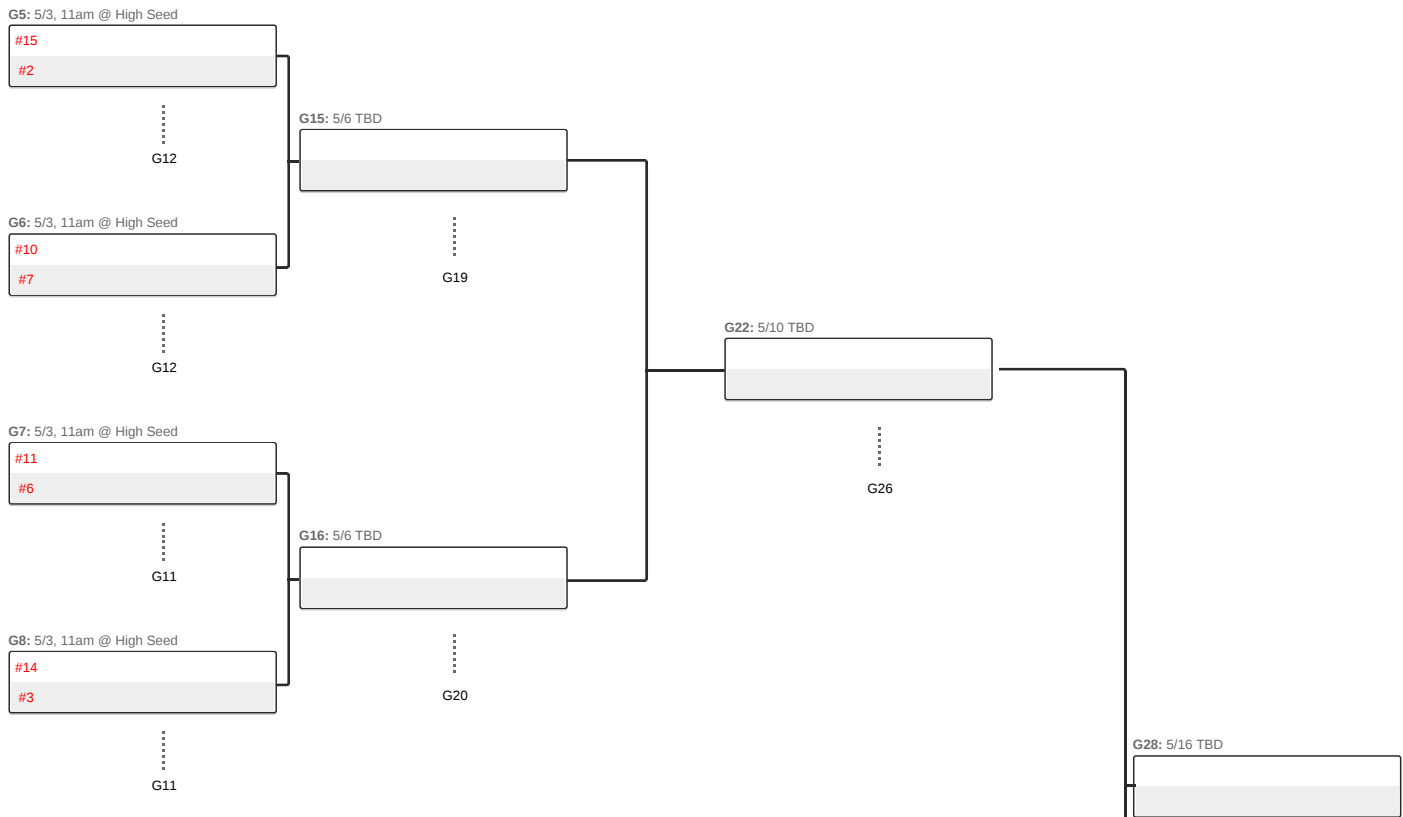 G5: 5/3, 11am @ High Seed
#15
#2
G12
G15: 5/6 TBD
G6: 5/3, 11am @ High Seed
#10
#7
G19
G12
G22: 5/10 TBD
G7: 5/3, 11am @ High Seed
#11
#6
G26
G11
G16: 5/6 TBD
G8: 5/3, 11am @ High Seed
#14
#3
G20
G11
G28: 5/16 TBD